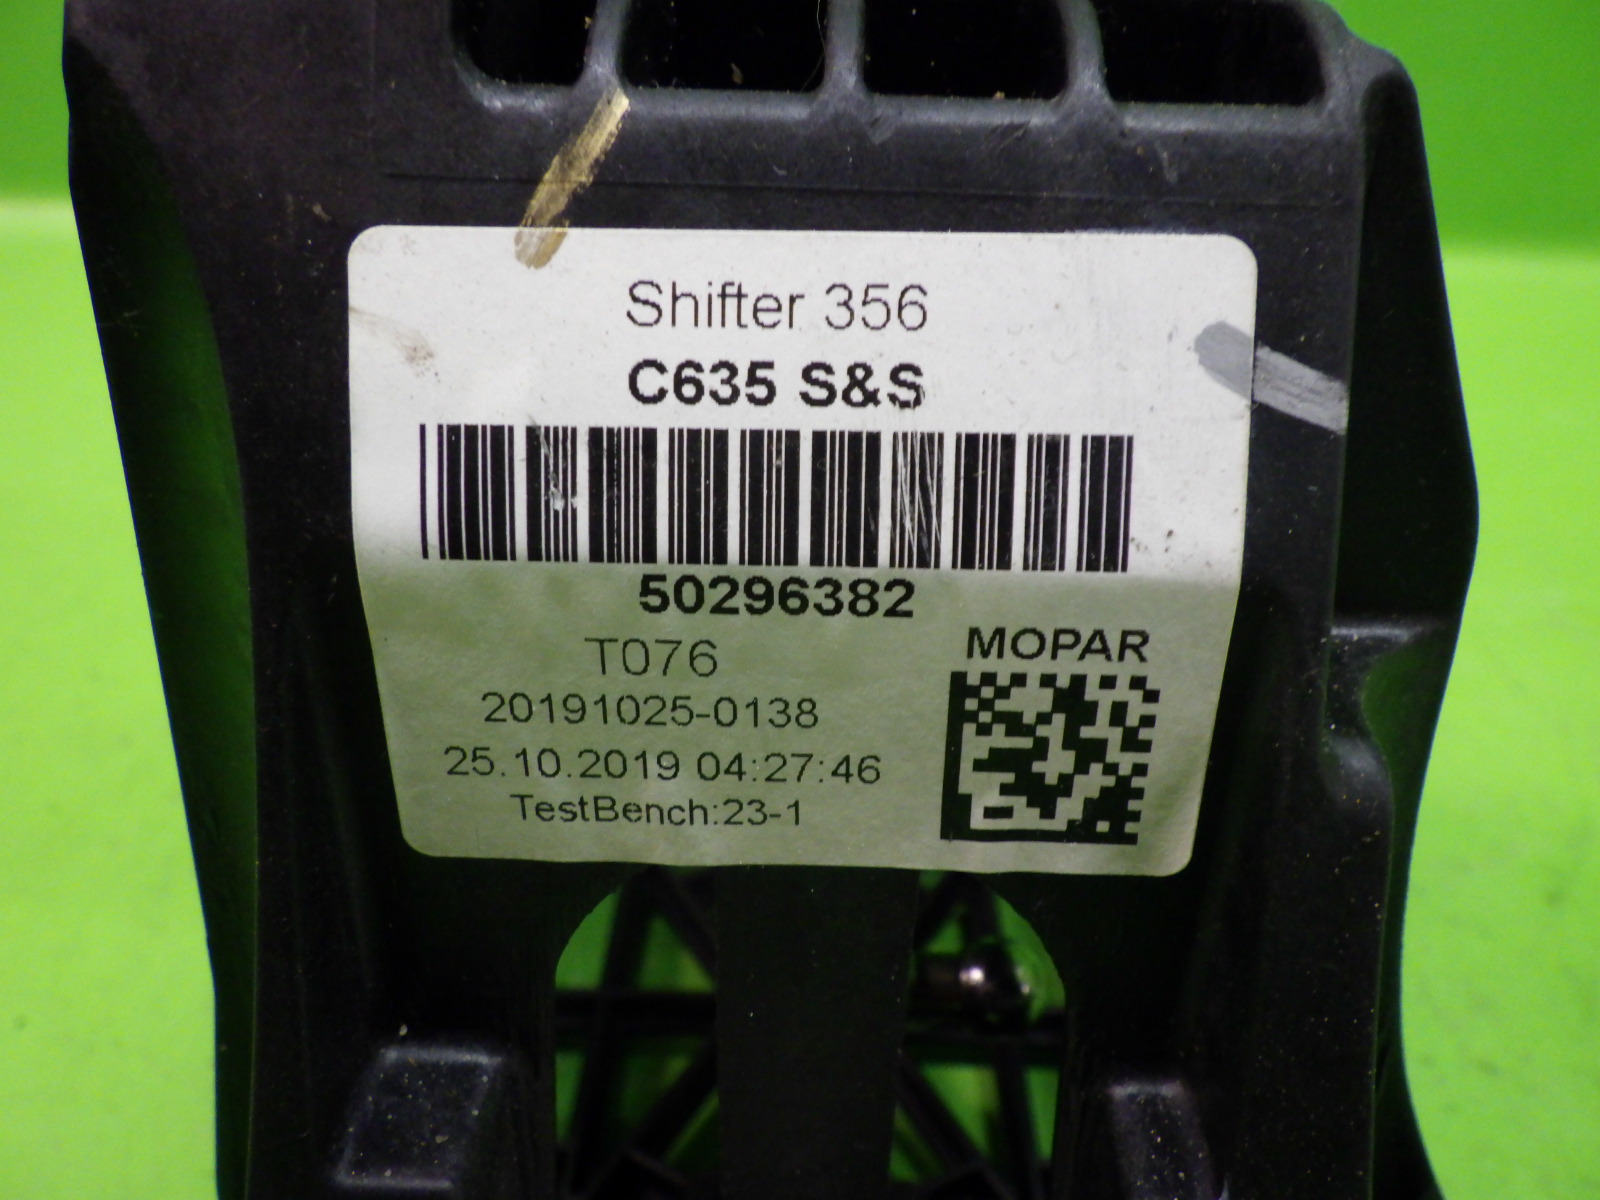 Shifter 356
C635 S&S
50296382
MOPAR
T076
20191025-0138
25.10.2019 04:27:46
TestBench:23-1